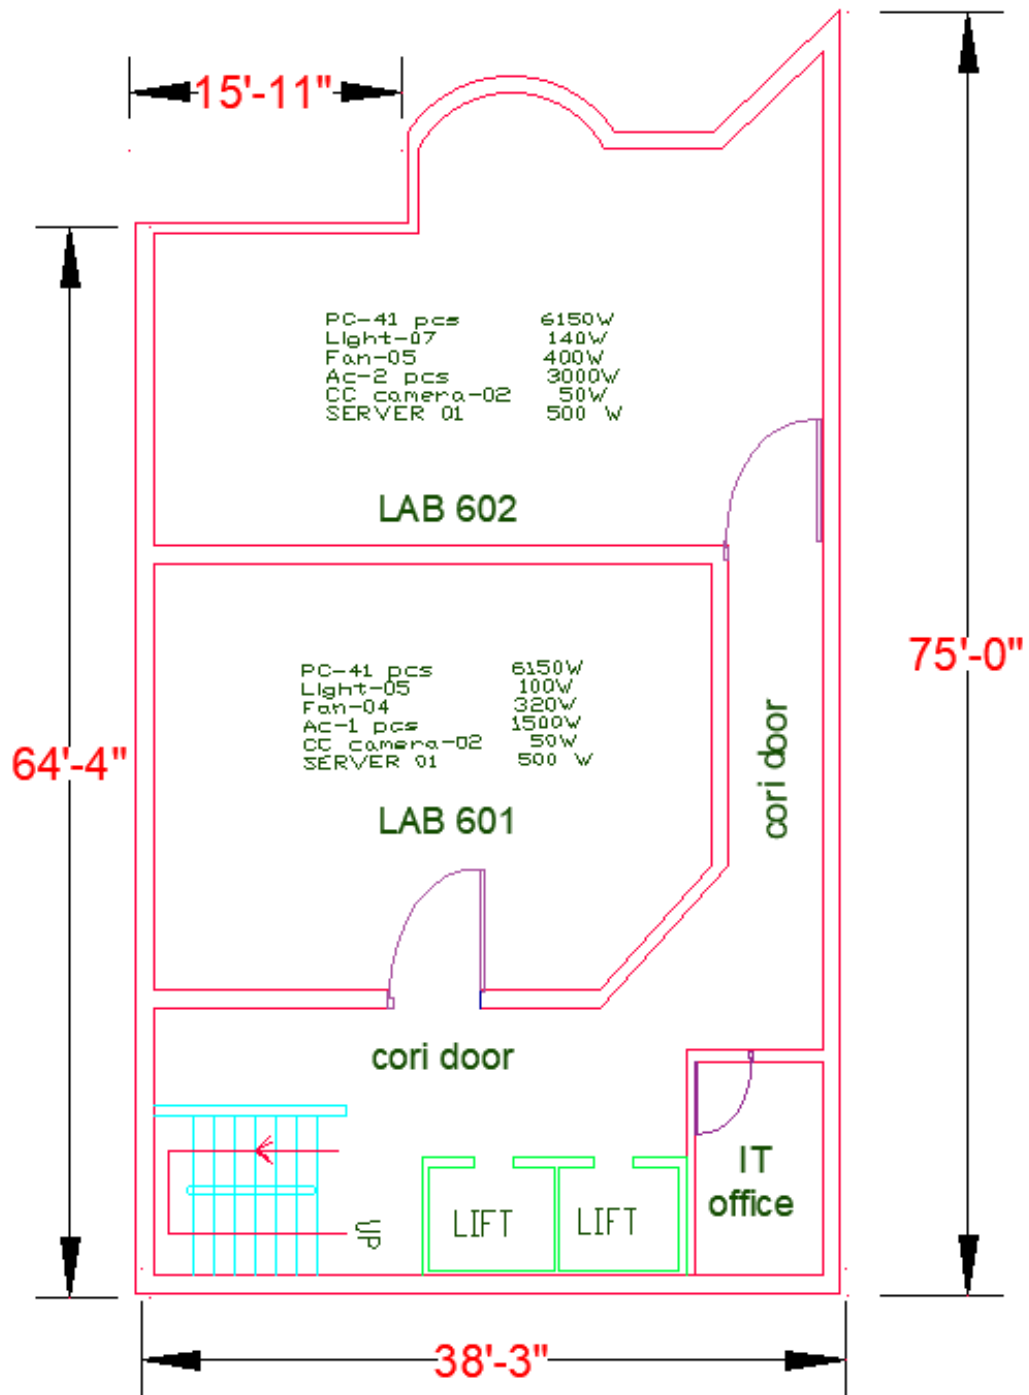 15'-11"
PC-41 pcs 6150W
Light-07 140W
Fan-05 400W
Ac-2 pcs 3000W
CC camera-02 50W
SERVER 01 500 W
LAB 602
75'-0"
PC-41 pcs 6150W
Light-05 100W
Fan-04 320W
Ac-1 pcs 1500W
CC camera-02 50W
SERVER 01 500 W
64'-4"
cori door
LAB 601
cori door
IT
office
LIFT
LIFT
UP
38'-3"